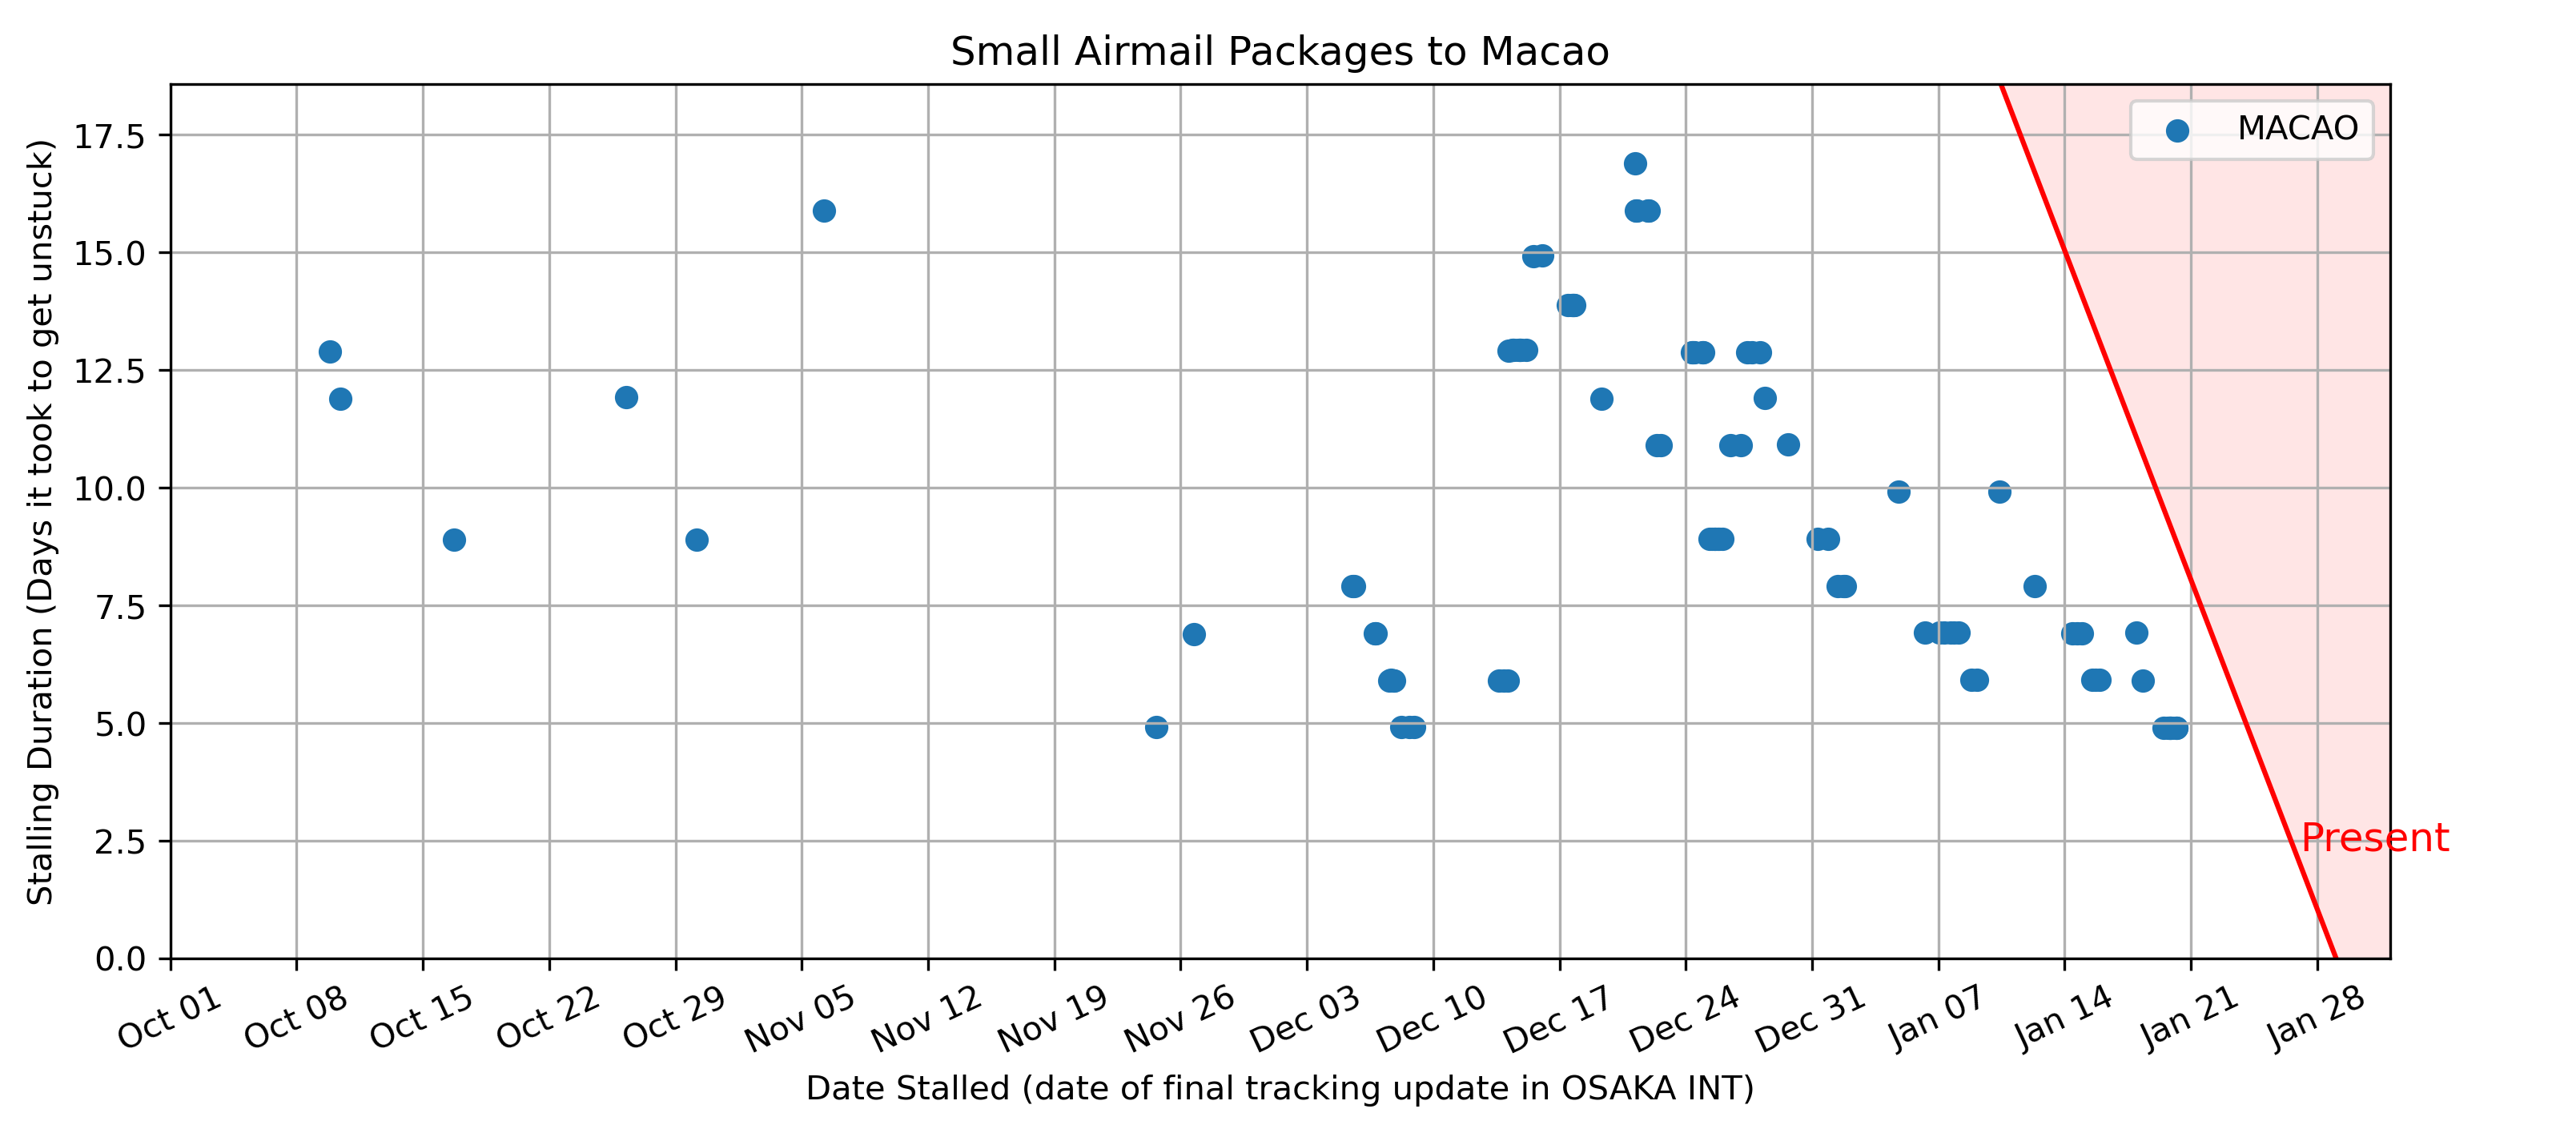 Small Airmail Packages to Macao
Stalling Duration (Days it took to get unstuck)
17.5
15.0
12.5
10.0
7.5
5.0
2.5
0.0
MACAO
Present
Oct 01 Oct 08 Oct 15 Oct 22 Oct 29 Nov 05 Nov 12 Nov 19 Nov 26 Dec 03 Dec 10 Dec 17 Dec 24 Dec 31 Jan 07 Jan 14 Jan 21 Jan 28
Date Stalled (date of final tracking update in OSAKA INT)